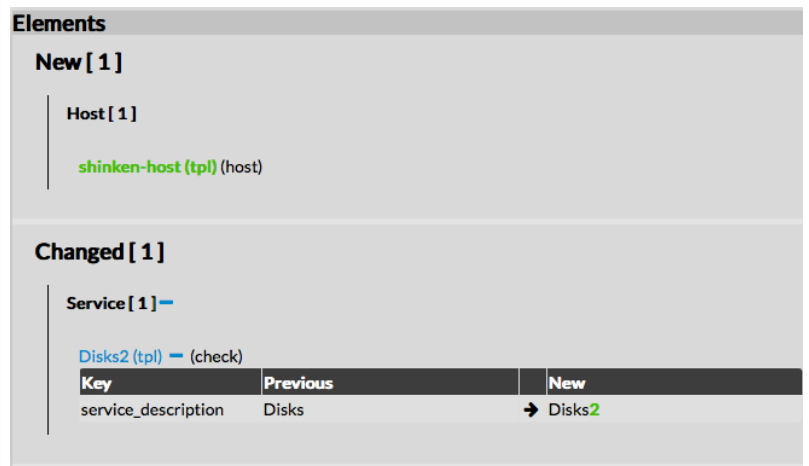 Elements
New [ 1 ]
Host [ 1 ]
shinken-host (tpl) (host)
Changed [ 1 ]
Service [ 1 ]
Disks2 (tpl) (check)
Key Previous New
service_description Disks → Disks2